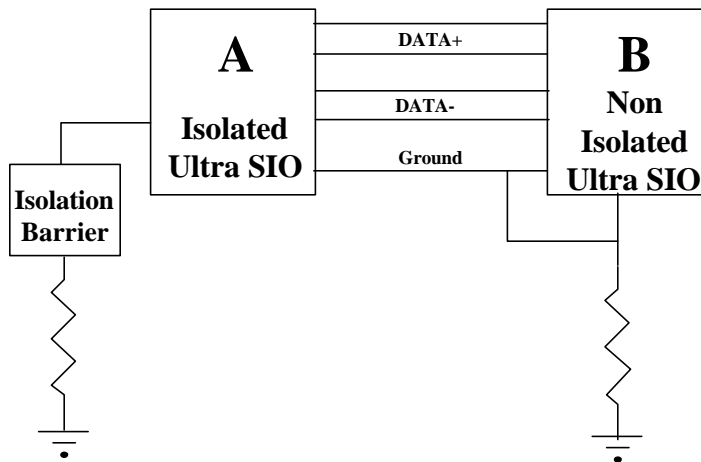 A
Isolated
Ultra SIO
DATA+
DATA-
Ground
B
Non
Isolated
Ultra SIO
Isolation
Barrier